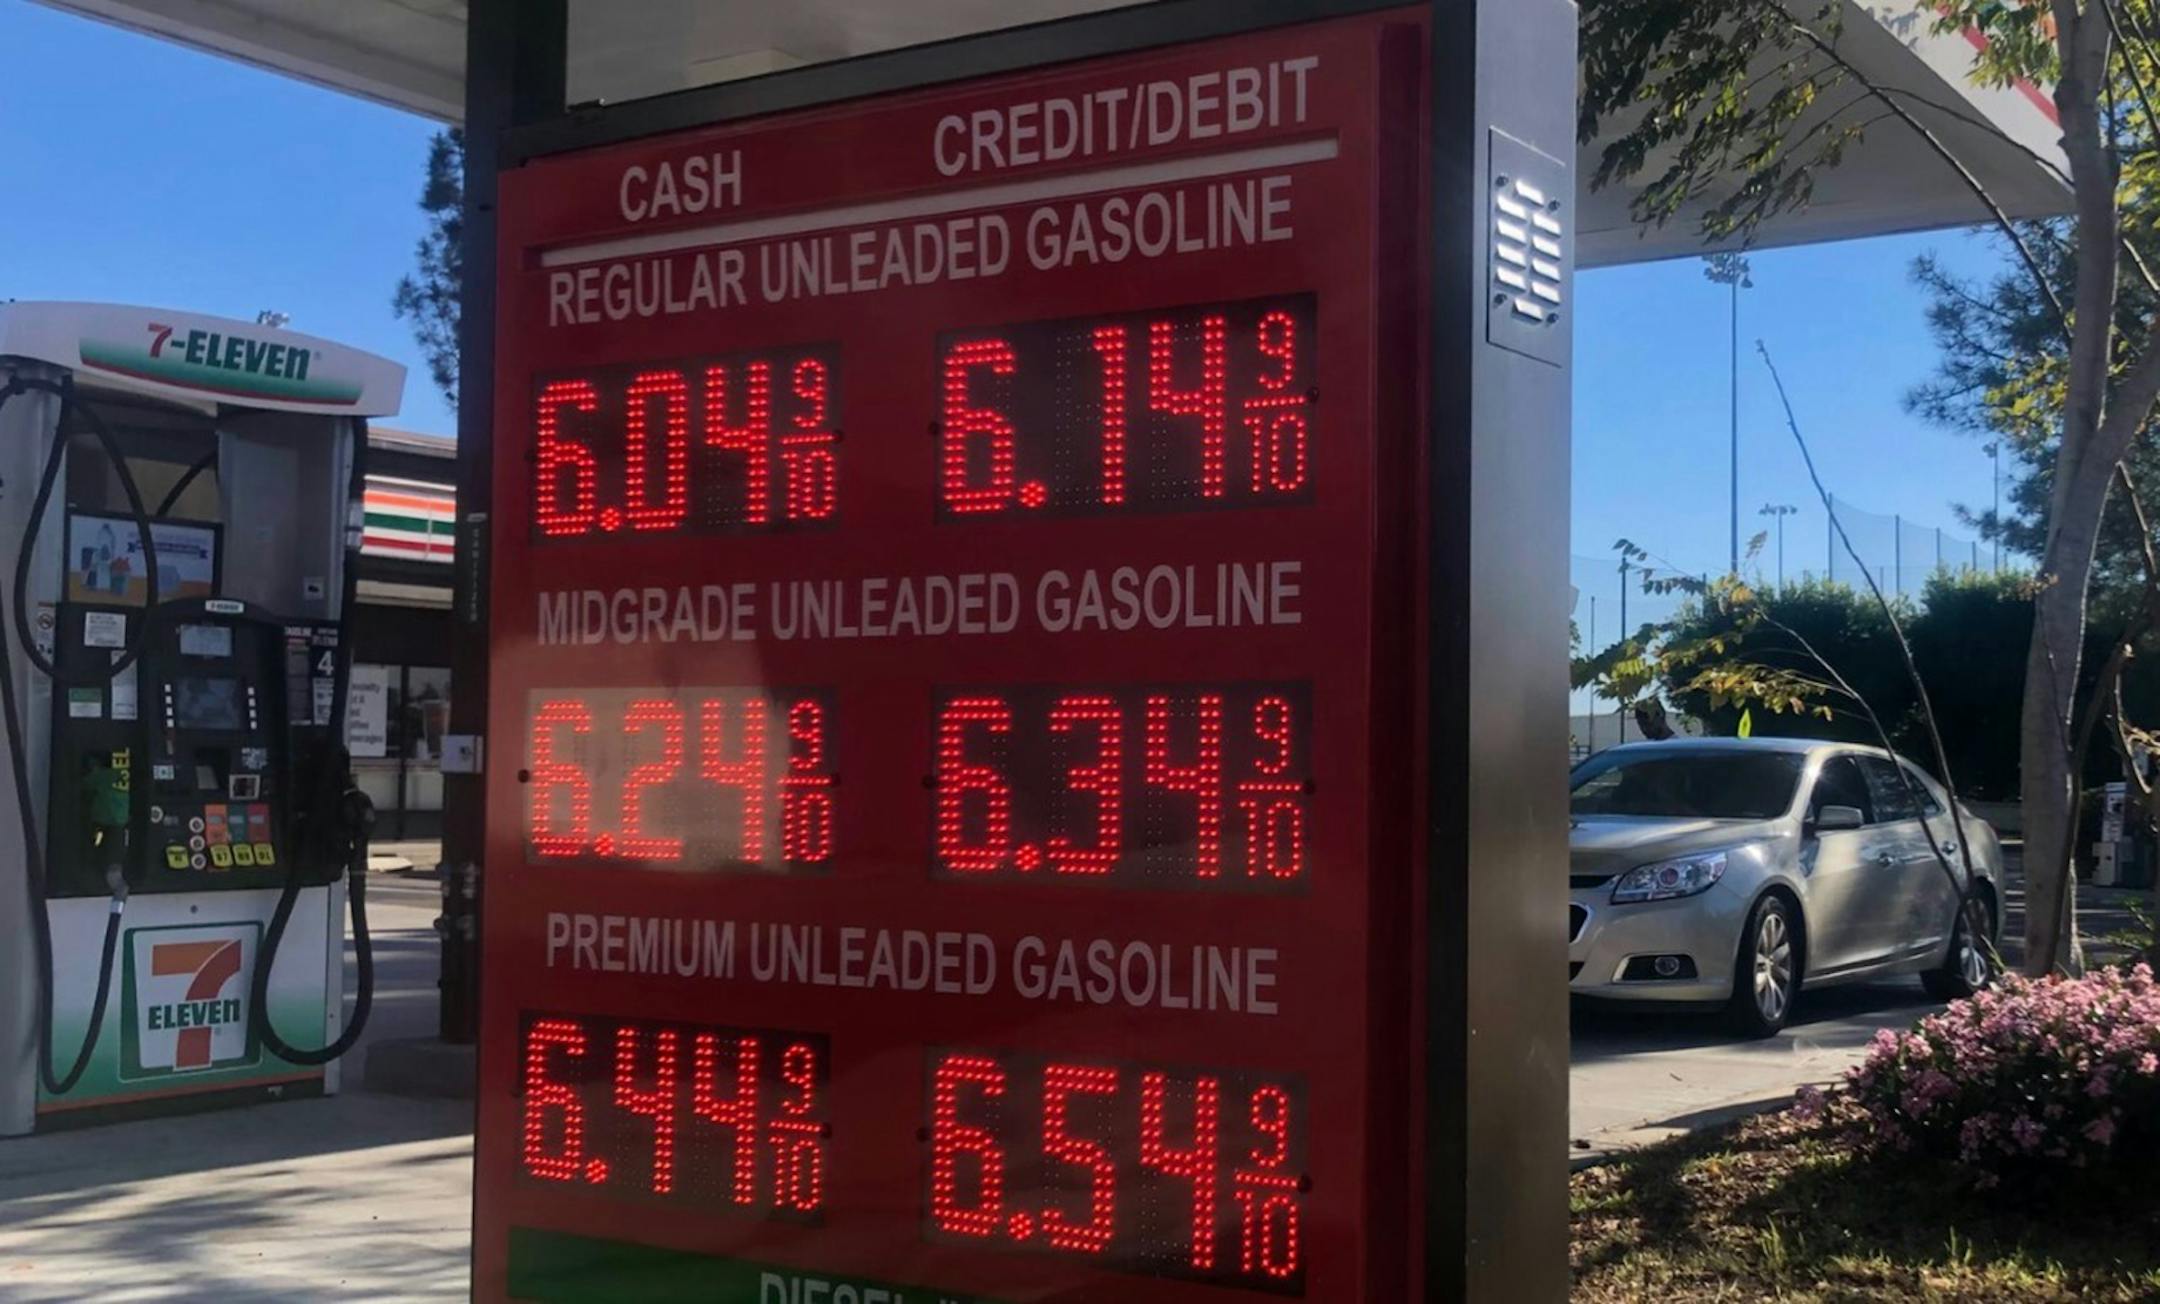 CASH CREDIT/DEBIT
REGULAR UNLEADED GASOLINE
6.04 9/10 6.14 9/10
MIDGRADE UNLEADED GASOLINE
6.24 9/10 6.34 9/10
PREMIUM UNLEADED GASOLINE
6.44 9/10 6.54 9/10
DIESEL
7-ELEVEn
4
7
ELEVEn